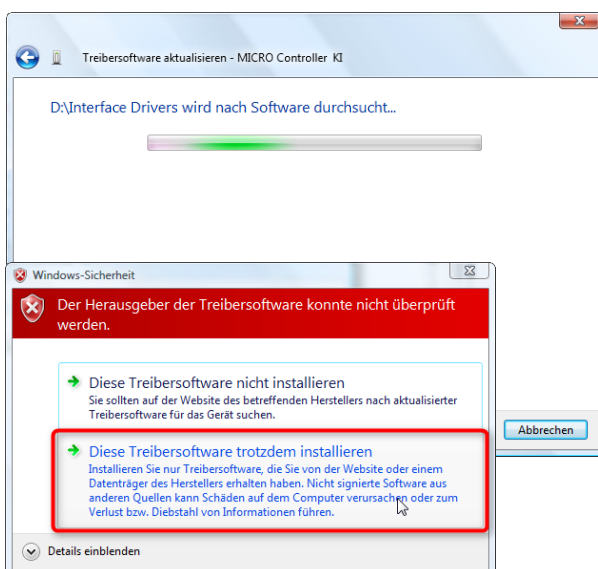 Treibersoftware aktualisieren - MICRO Controller KI
D:\Interface Drivers wird nach Software durchsucht...
Windows-Sicherheit
Der Herausgeber der Treibersoftware konnte nicht überprüft
werden.
Diese Treibersoftware nicht installieren
Sie sollten auf der Website des betreffenden Herstellers nach aktualisierter
Treibersoftware für das Gerät suchen.
Abbrechen
Diese Treibersoftware trotzdem installieren
Installieren Sie nur Treibersoftware, die Sie von der Website oder einem
Datenträger des Herstellers erhalten haben. Nicht signierte Software aus
anderen Quellen kann Schäden auf dem Computer verursachen oder zum
Verlust bzw. Diebstahl von Informationen führen.
Details einblenden